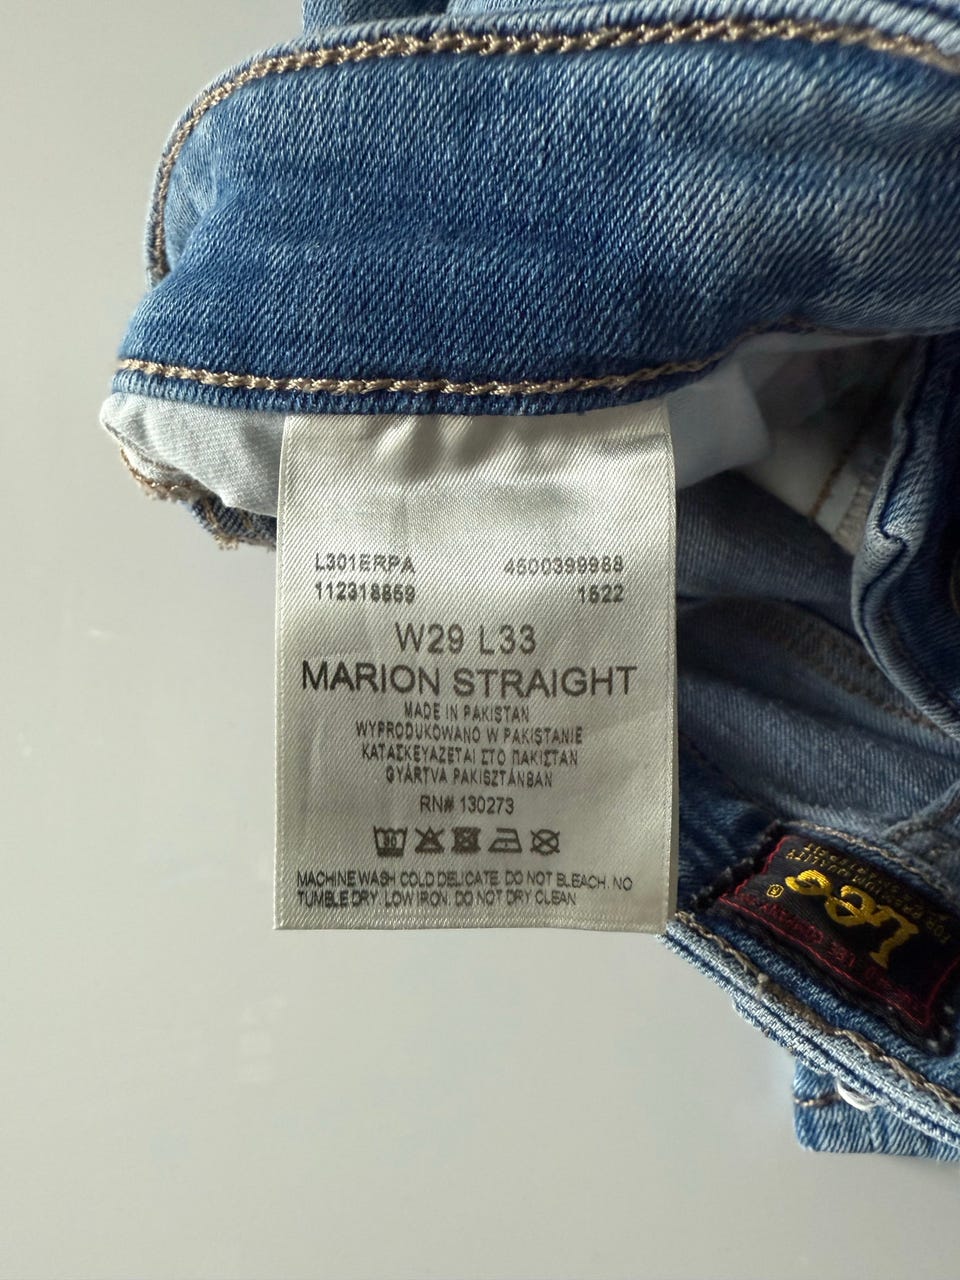 L301ERPA 4500399988
112318859 1522
W29 L33
MARION STRAIGHT
MADE IN PAKISTAN
WYPRODUKOWANO W PAKISTANIE
ΚΑΤΑΣΚΕΥΑΖΕΤΑΙ ΣΤΟ ΠΑΚΙΣΤΑΝ
GYÁRTVA PAKISZTÁNBAN
RN# 130273
30
MACHINE WASH COLD DELICATE. DO NOT BLEACH. NO
TUMBLE DRY. LOW IRON. DO NOT DRY CLEAN
Lee
®